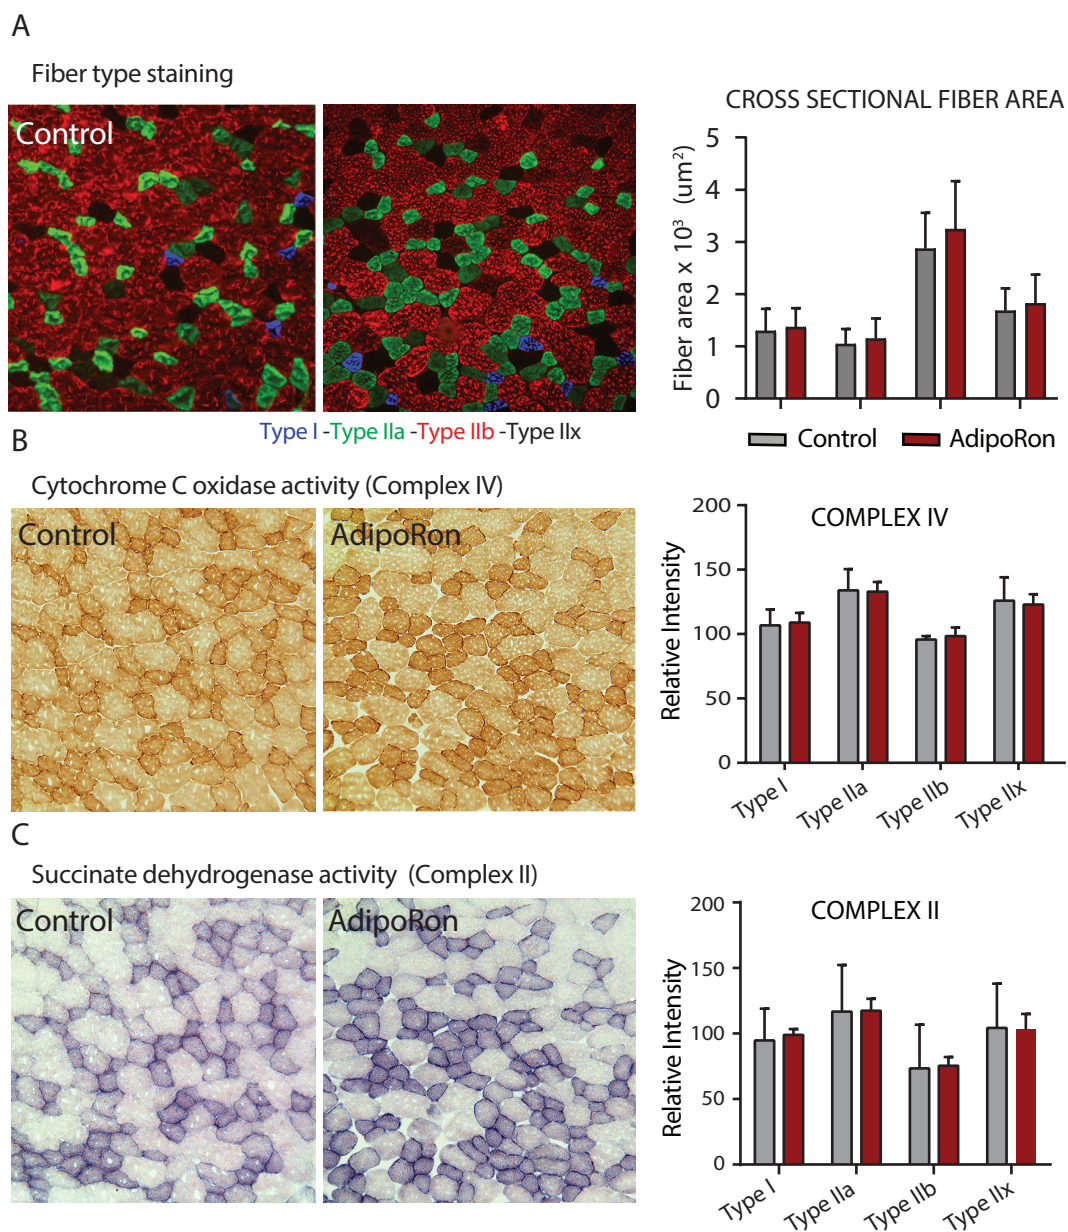 A
Fiber type staining
Control
CROSS SECTIONAL FIBER AREA
Fiber area x 10³ (um²)
5
4
3
2
1
0
Type I -Type IIa -Type IIb -Type IIx
Control
AdipoRon
B
Cytochrome C oxidase activity (Complex IV)
Control
AdipoRon
COMPLEX IV
Relative Intensity
200
150
100
50
0
Type I
Type IIa
Type IIb
Type IIx
C
Succinate dehydrogenase activity (Complex II)
Control
AdipoRon
COMPLEX II
Relative Intensity
200
150
100
50
0
Type I
Type IIa
Type IIb
Type IIx